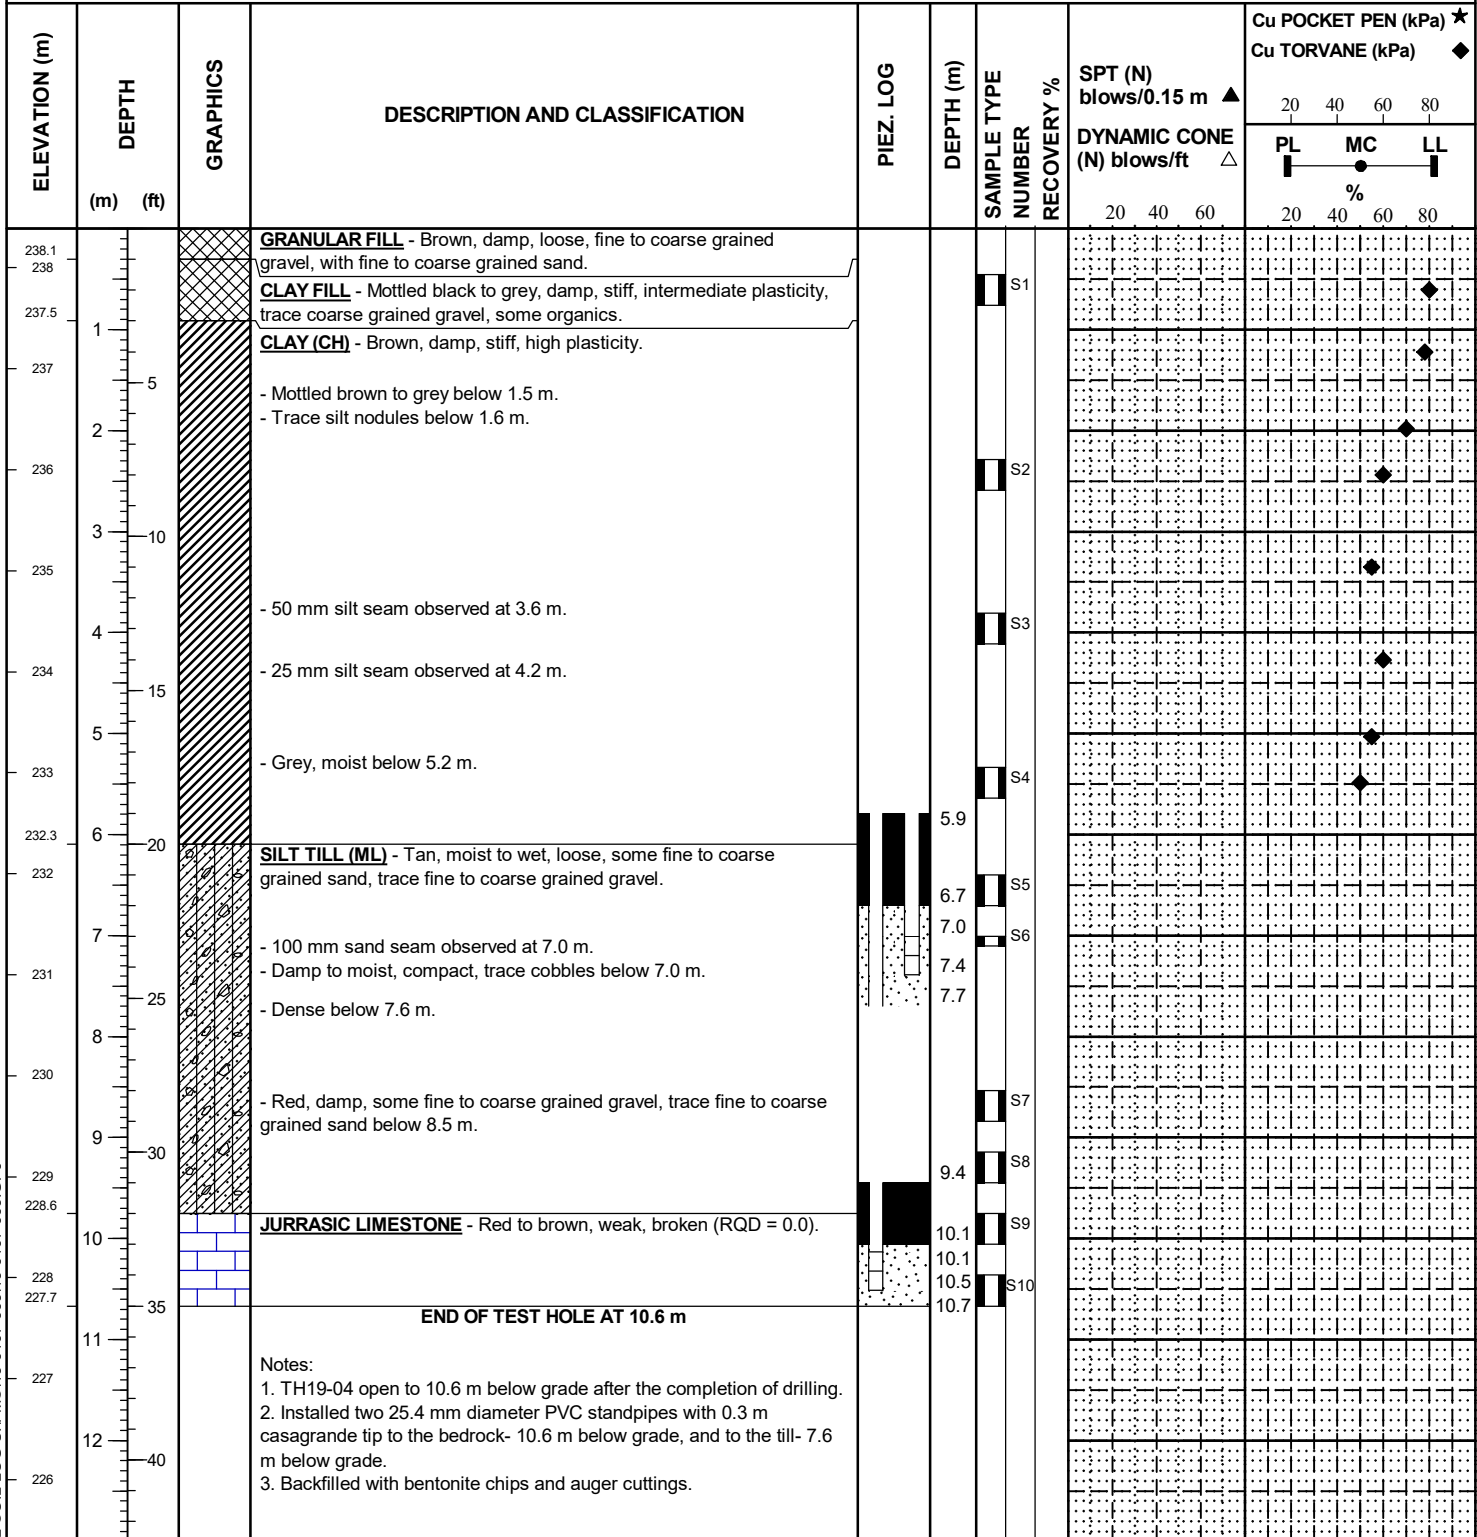 ELEVATION (m)
DEPTH
(m) (ft)
GRAPHICS
DESCRIPTION AND CLASSIFICATION
PIEZ. LOG
DEPTH (m)
SAMPLE TYPE
NUMBER
RECOVERY %
SPT (N)
blows/0.15 m ▲
DYNAMIC CONE
(N) blows/ft △
20 40 60
Cu POCKET PEN (kPa) ★
Cu TORVANE (kPa) ◆
20 40 60 80
PL MC LL
%
20 40 60 80
238.1
238
237.5
237
236
235
234
233
232.3
232
231
230
229
228.6
228
227.7
227
226
1
2
3
4
5
6
7
8
9
10
11
12
5
10
15
20
25
30
35
40
GRANULAR FILL - Brown, damp, loose, fine to coarse grained
gravel, with fine to coarse grained sand.
CLAY FILL - Mottled black to grey, damp, stiff, intermediate plasticity,
trace coarse grained gravel, some organics.
CLAY (CH) - Brown, damp, stiff, high plasticity.
- Mottled brown to grey below 1.5 m.
- Trace silt nodules below 1.6 m.
- 50 mm silt seam observed at 3.6 m.
- 25 mm silt seam observed at 4.2 m.
- Grey, moist below 5.2 m.
SILT TILL (ML) - Tan, moist to wet, loose, some fine to coarse
grained sand, trace fine to coarse grained gravel.
- 100 mm sand seam observed at 7.0 m.
- Damp to moist, compact, trace cobbles below 7.0 m.
- Dense below 7.6 m.
- Red, damp, some fine to coarse grained gravel, trace fine to coarse
grained sand below 8.5 m.
JURRASIC LIMESTONE - Red to brown, weak, broken (RQD = 0.0).
END OF TEST HOLE AT 10.6 m
Notes:
1. TH19-04 open to 10.6 m below grade after the completion of drilling.
2. Installed two 25.4 mm diameter PVC standpipes with 0.3 m
casagrande tip to the bedrock- 10.6 m below grade, and to the till- 7.6
m below grade.
3. Backfilled with bentonite chips and auger cuttings.
5.9
6.7
7.0
7.4
7.7
9.4
10.1
10.1
10.5
10.7
S1
S2
S3
S4
S5
S6
S7
S8
S9
S10